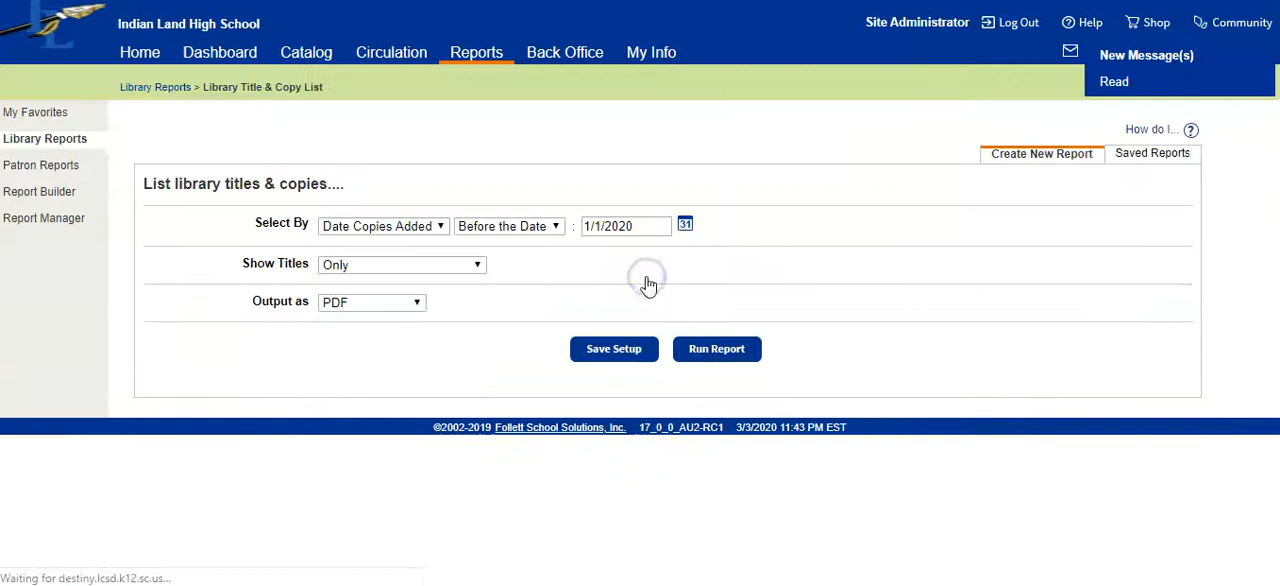 Indian Land High School
Site Administrator Log Out Help Shop Community
Home Dashboard Catalog Circulation Reports Back Office My Info
New Message(s)
Read
Library Reports > Library Title & Copy List
My Favorites
Library Reports
Patron Reports
Report Builder
Report Manager
How do I... ?
Create New Report Saved Reports
List library titles & copies....
Select By Date Copies Added Before the Date : 1/1/2020 31
Show Titles Only
Output as PDF
Save Setup Run Report
©2002-2019 Follett School Solutions, Inc. 17_0_0_AU2-RC1 3/3/2020 11:43 PM EST
Waiting for destiny.lcsd.k12.sc.us...